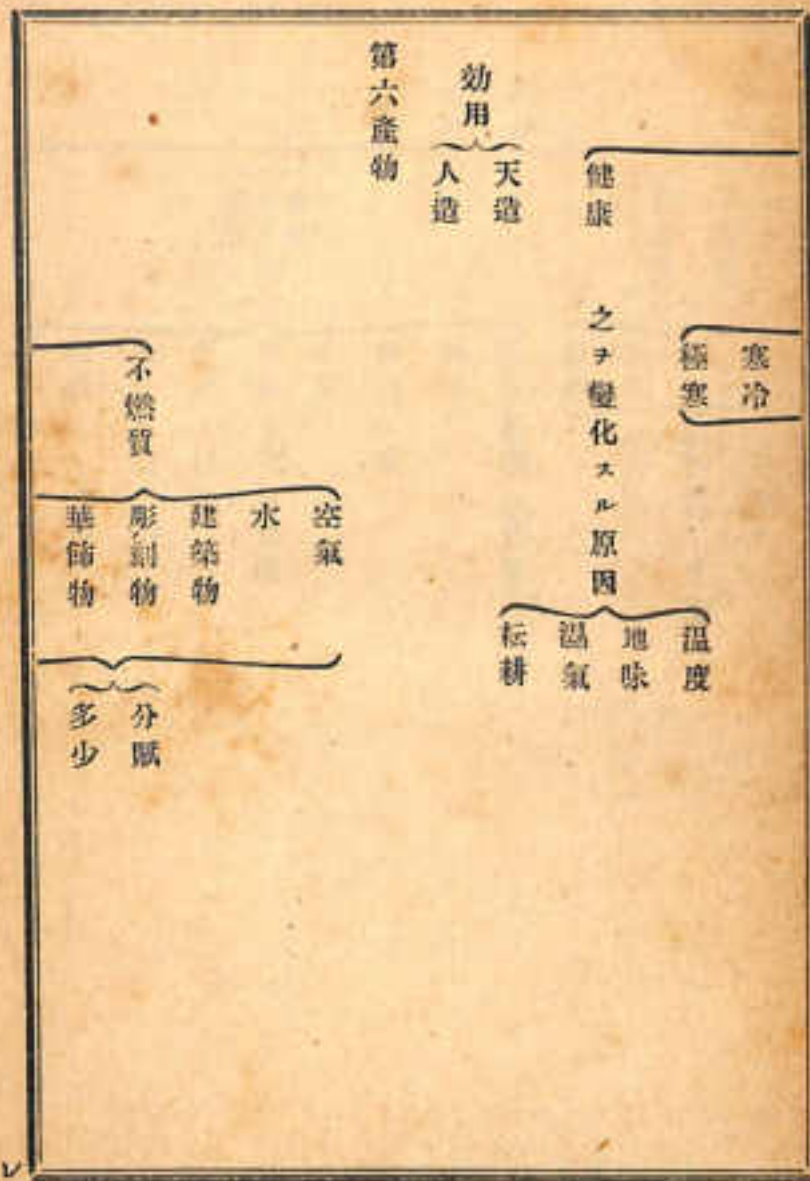 寒冷
極寒
健康
之ヲ變化スル原因
温度
地味
濕氣
耘耕
効用
天造
人造
第六產物
不燃質
空氣
水
建築物
彫刻物
華飾物
分賦
多少